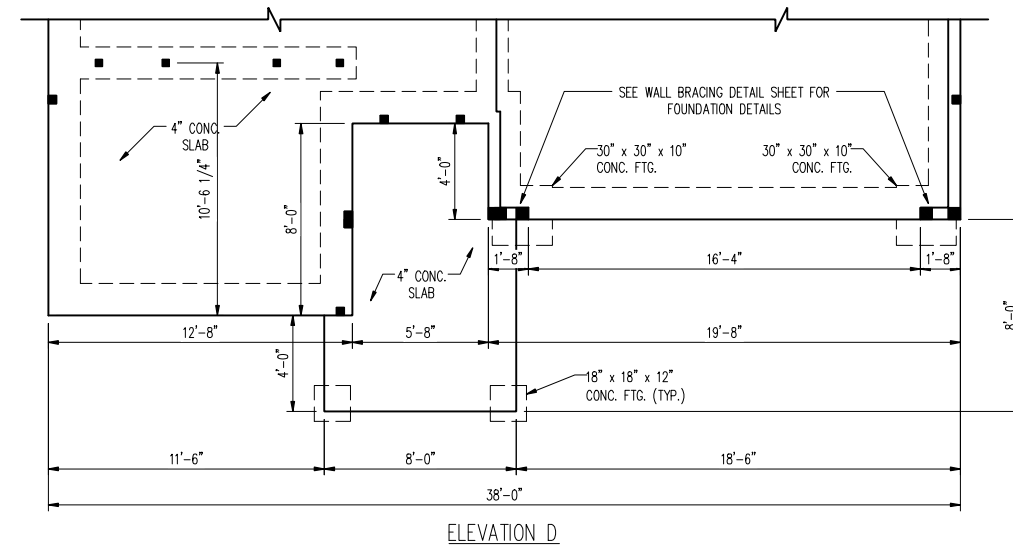 SEE WALL BRACING DETAIL SHEET FOR
FOUNDATION DETAILS
4" CONC.
SLAB
10'-6 1/4"
8'-0"
4'-0"
30" x 30" x 10"
CONC. FTG.
30" x 30" x 10"
CONC. FTG.
4" CONC.
SLAB
1'-8"
16'-4"
1'-8"
12'-8"
5'-8"
19'-8"
8'-0"
4'-0"
18" x 18" x 12"
CONC. FTG. (TYP.)
11'-6"
8'-0"
18'-6"
38'-0"
ELEVATION D